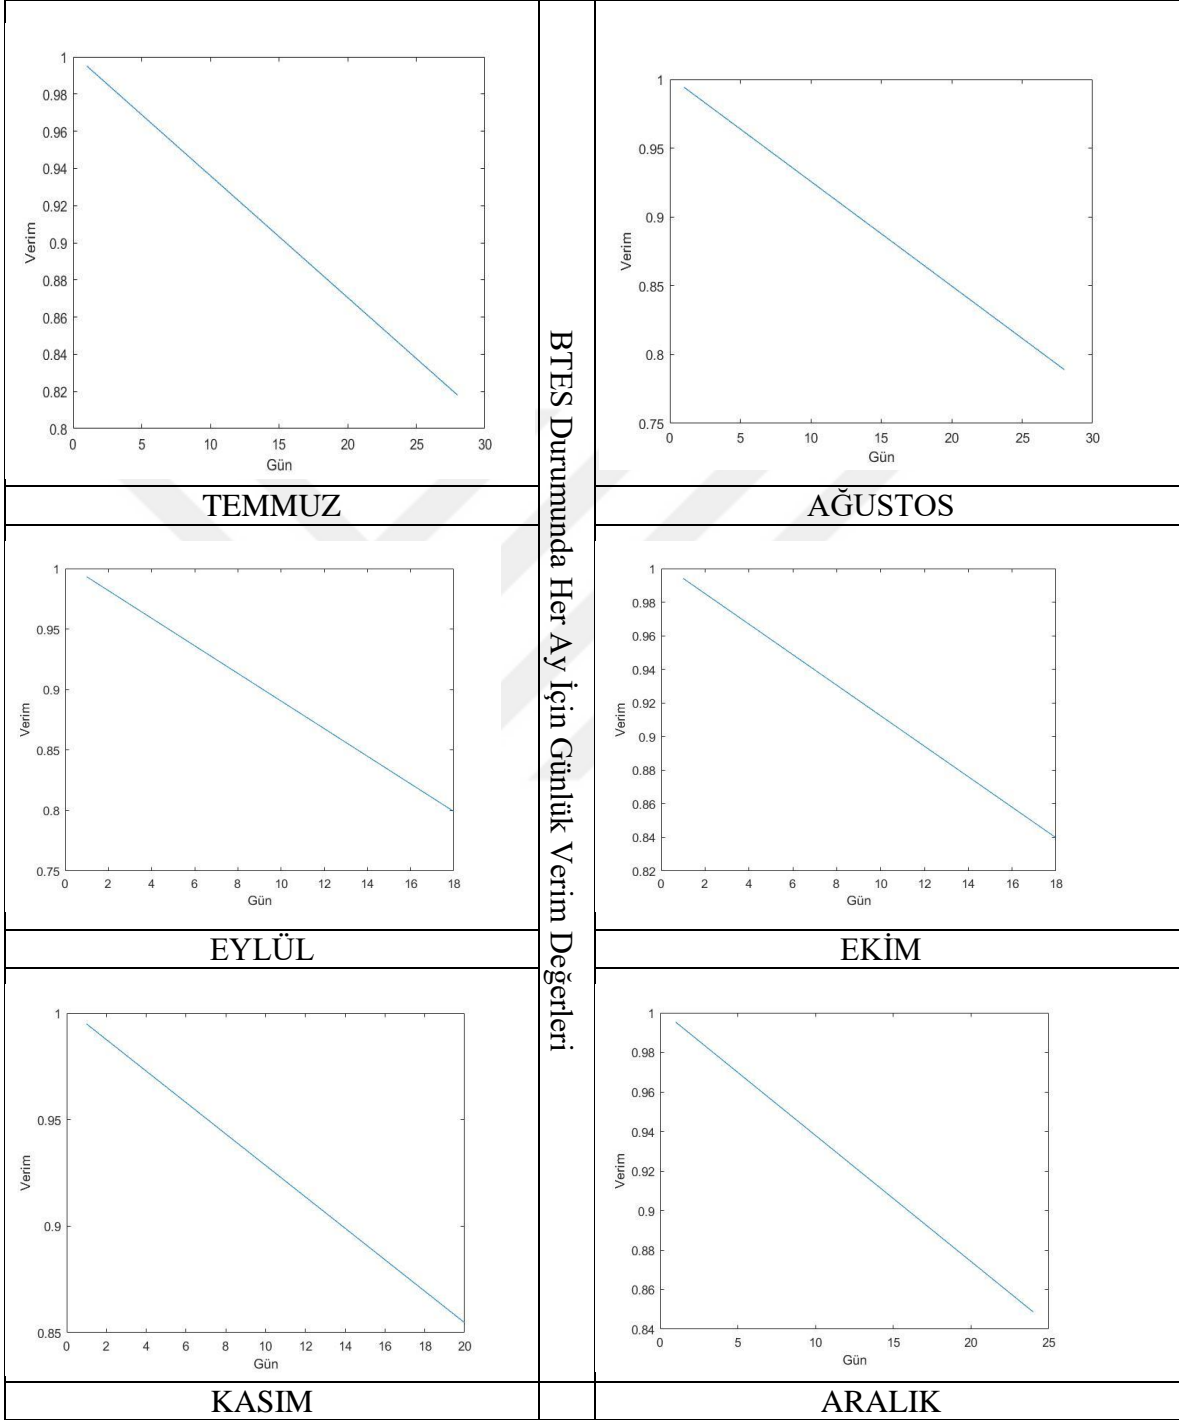 1
0.98
0.96
0.94
0.92
0.9
0.88
0.86
0.84
0.82
0.8
Verim
0 5 10 15 20 25 30
Gün
TEMMUZ
1
0.95
0.9
0.85
0.8
0.75
Verim
0 5 10 15 20 25 30
Gün
AĞUSTOS
BTES Durumunda Her Ay İçin Günlük Verim Değerleri
1
0.95
0.9
0.85
0.8
0.75
Verim
0 2 4 6 8 10 12 14 16 18
Gün
EYLÜL
1
0.98
0.96
0.94
0.92
0.9
0.88
0.86
0.84
0.82
Verim
0 2 4 6 8 10 12 14 16 18
Gün
EKİM
1
0.95
0.9
0.85
Verim
0 2 4 6 8 10 12 14 16 18 20
Gün
KASIM
1
0.98
0.96
0.94
0.92
0.9
0.88
0.86
0.84
Verim
0 5 10 15 20 25
Gün
ARALIK